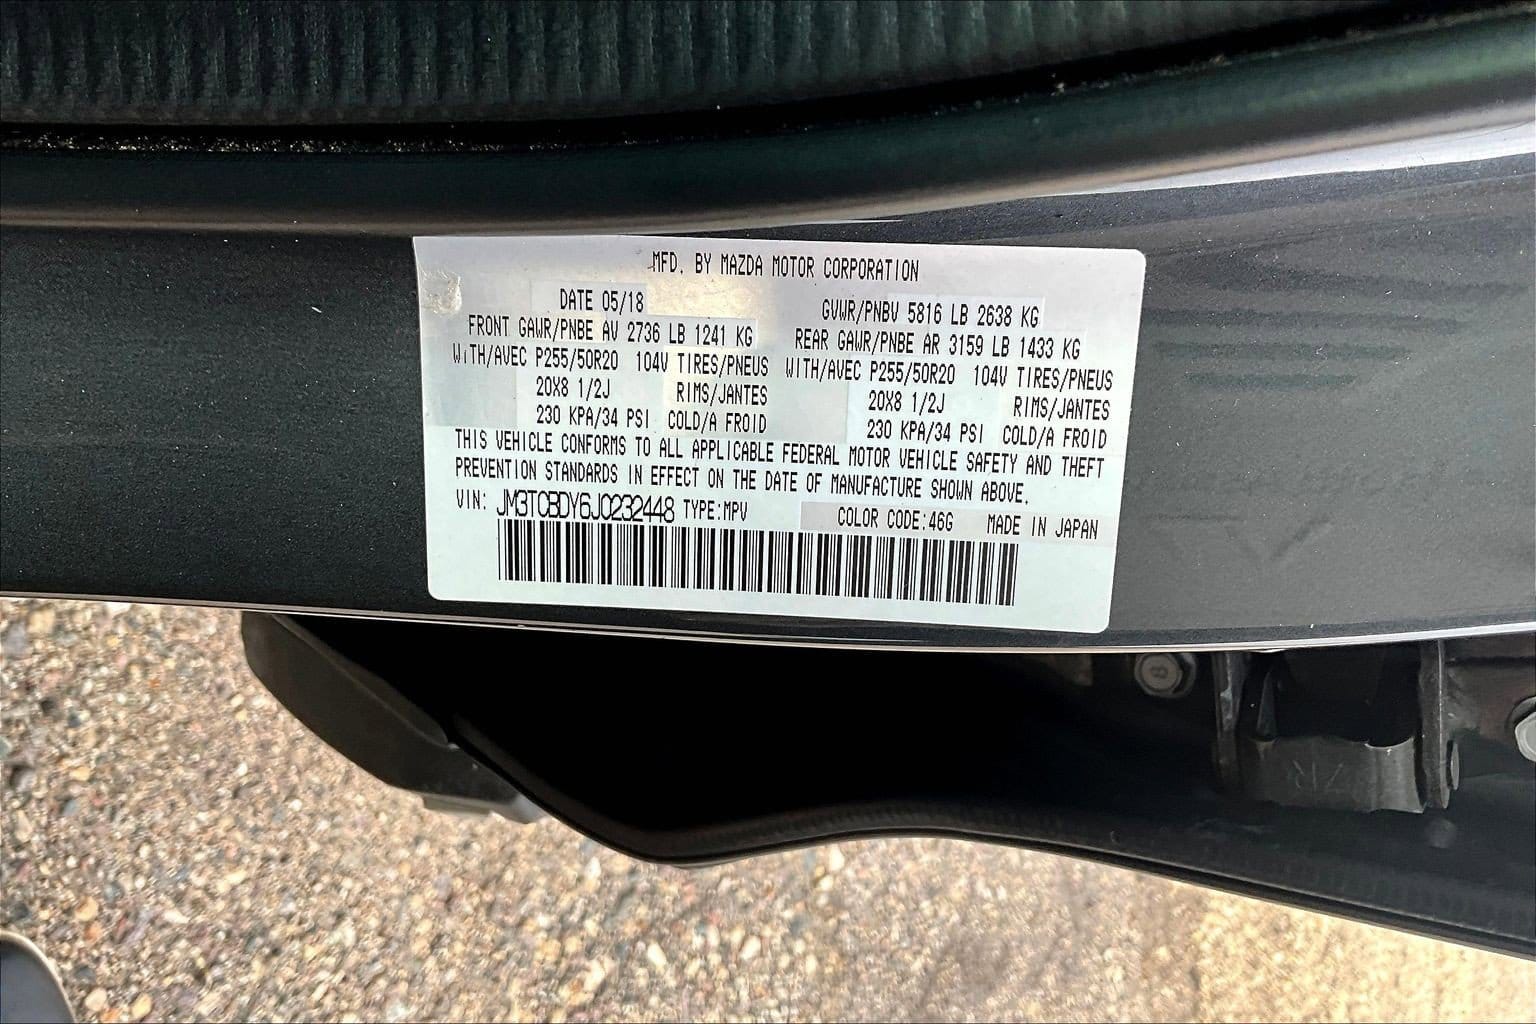 MFD. BY MAZDA MOTOR CORPORATION
DATE 05/18 GVWR/PNBV 5816 LB 2638 KG
FRONT GAWR/PNBE AV 2736 LB 1241 KG REAR GAWR/PNBE AR 3159 LB 1433 KG
WITH/AVEC P255/50R20 104V TIRES/PNEUS WITH/AVEC P255/50R20 104V TIRES/PNEUS
20X8 1/2J RIMS/JANTES 20X8 1/2J RIMS/JANTES
230 KPA/34 PSI COLD/A FROID 230 KPA/34 PSI COLD/A FROID
THIS VEHICLE CONFORMS TO ALL APPLICABLE FEDERAL MOTOR VEHICLE SAFETY AND THEFT
PREVENTION STANDARDS IN EFFECT ON THE DATE OF MANUFACTURE SHOWN ABOVE.
VIN: JM3TCBDY6J0232448 TYPE:MPV COLOR CODE:46G MADE IN JAPAN